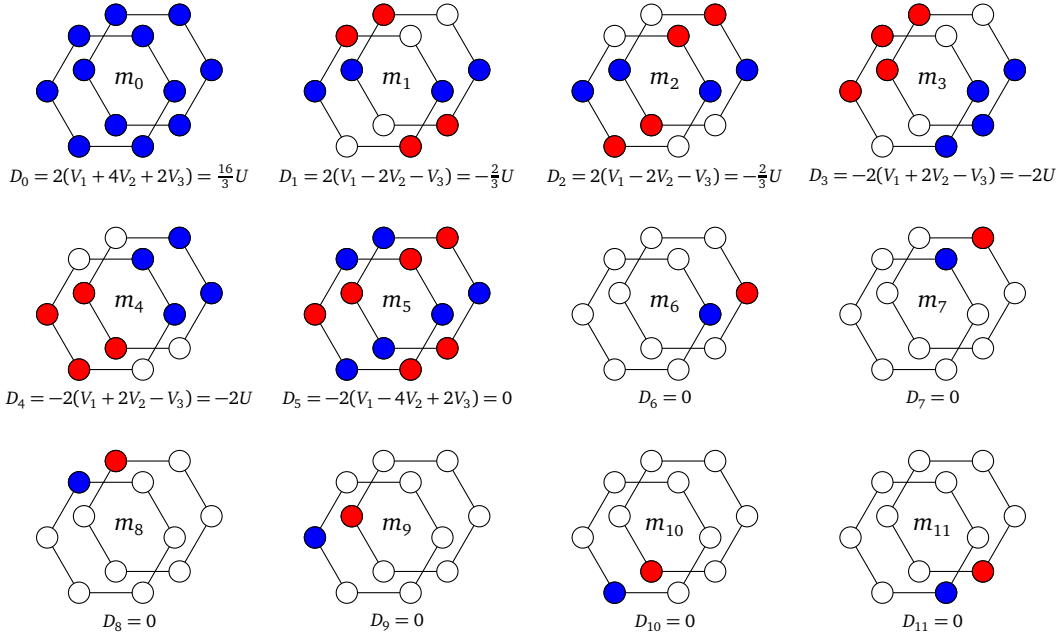 m₀ m₁ m₂ m₃
D₀ = 2(V₁ + 4V₂ + 2V₃) = 16/3 U D₁ = 2(V₁ − 2V₂ − V₃) = −2/3 U D₂ = 2(V₁ − 2V₂ − V₃) = −2/3 U D₃ = −2(V₁ + 2V₂ − V₃) = −2U
m₄ m₅ m₆ m₇
D₄ = −2(V₁ + 2V₂ − V₃) = −2U D₅ = −2(V₁ − 4V₂ + 2V₃) = 0 D₆ = 0 D₇ = 0
m₈ m₉ m₁₀ m₁₁
D₈ = 0 D₉ = 0 D₁₀ = 0 D₁₁ = 0